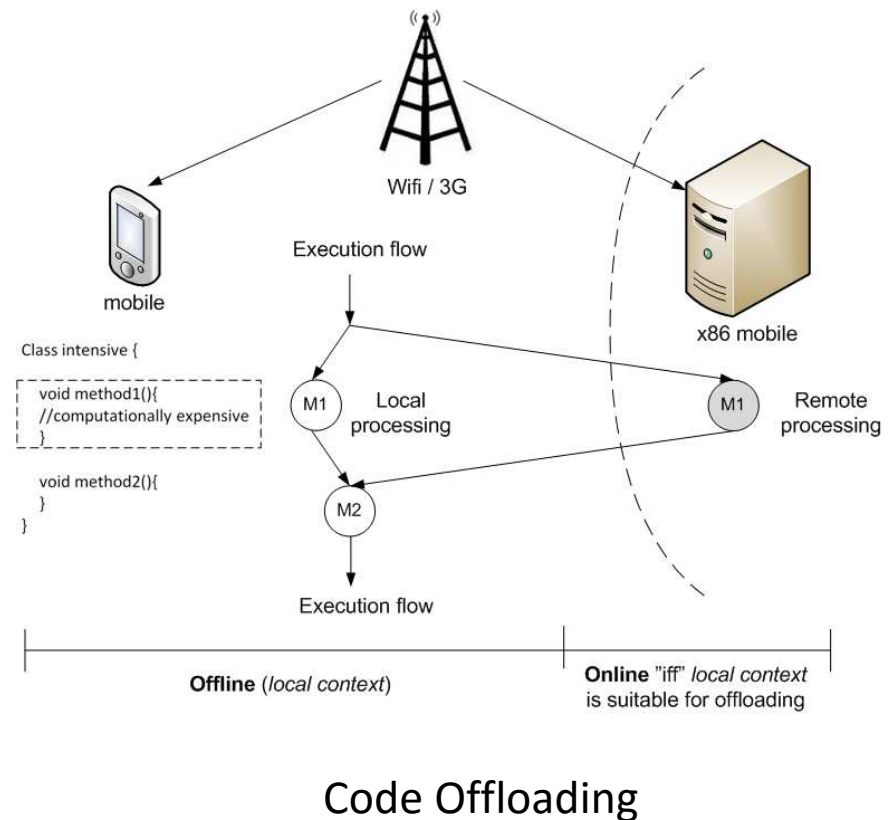 Wifi / 3G
mobile
x86 mobile
Execution flow
Class intensive {
void method1(){
//computationally expensive
}
void method2(){
}
}
M1
Local
processing
M1
Remote
processing
M2
Execution flow
Offline (local context)
Online "iff" local context
is suitable for offloading
Code Offloading